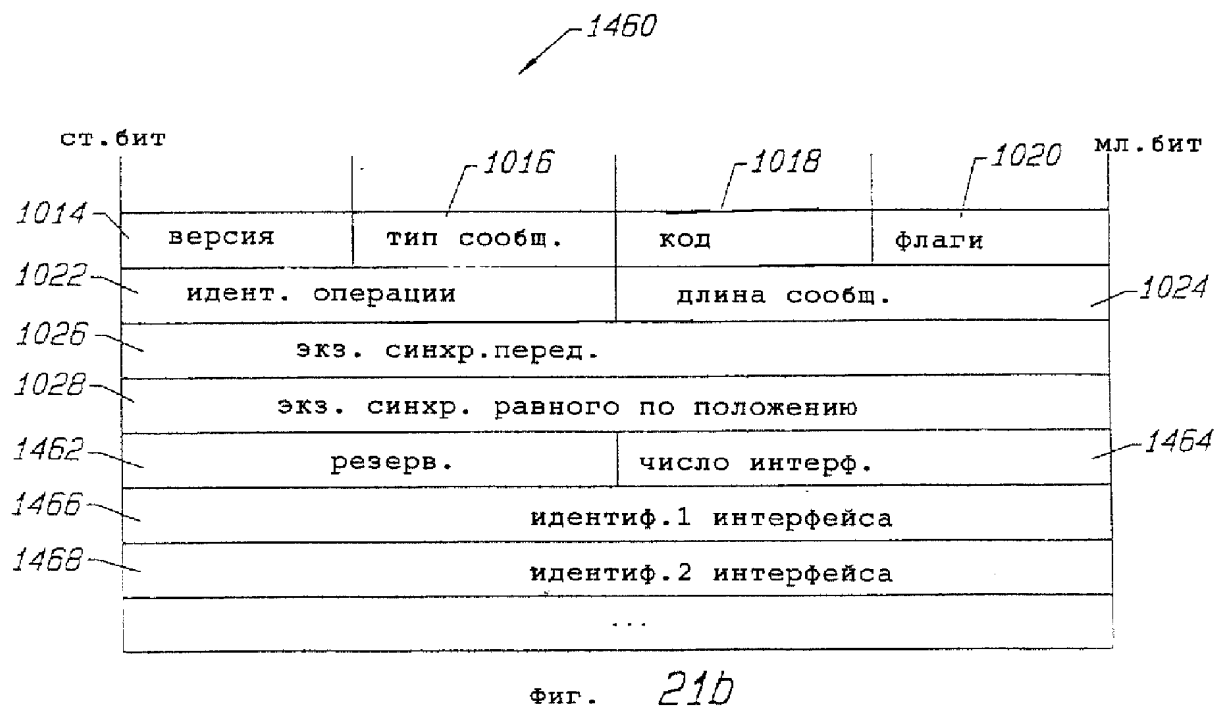 1460
ст.бит мл.бит
1016 1018 1020
1014 версия тип сообщ. код флаги
1022 идент. операции длина сообщ. 1024
1026 экз. синхр.перед.
1028 экз. синхр. равного по положению
1462 резерв. число интерф. 1464
1466 идентиф.1 интерфейса
1468 идентиф.2 интерфейса
...
Фиг. 21b